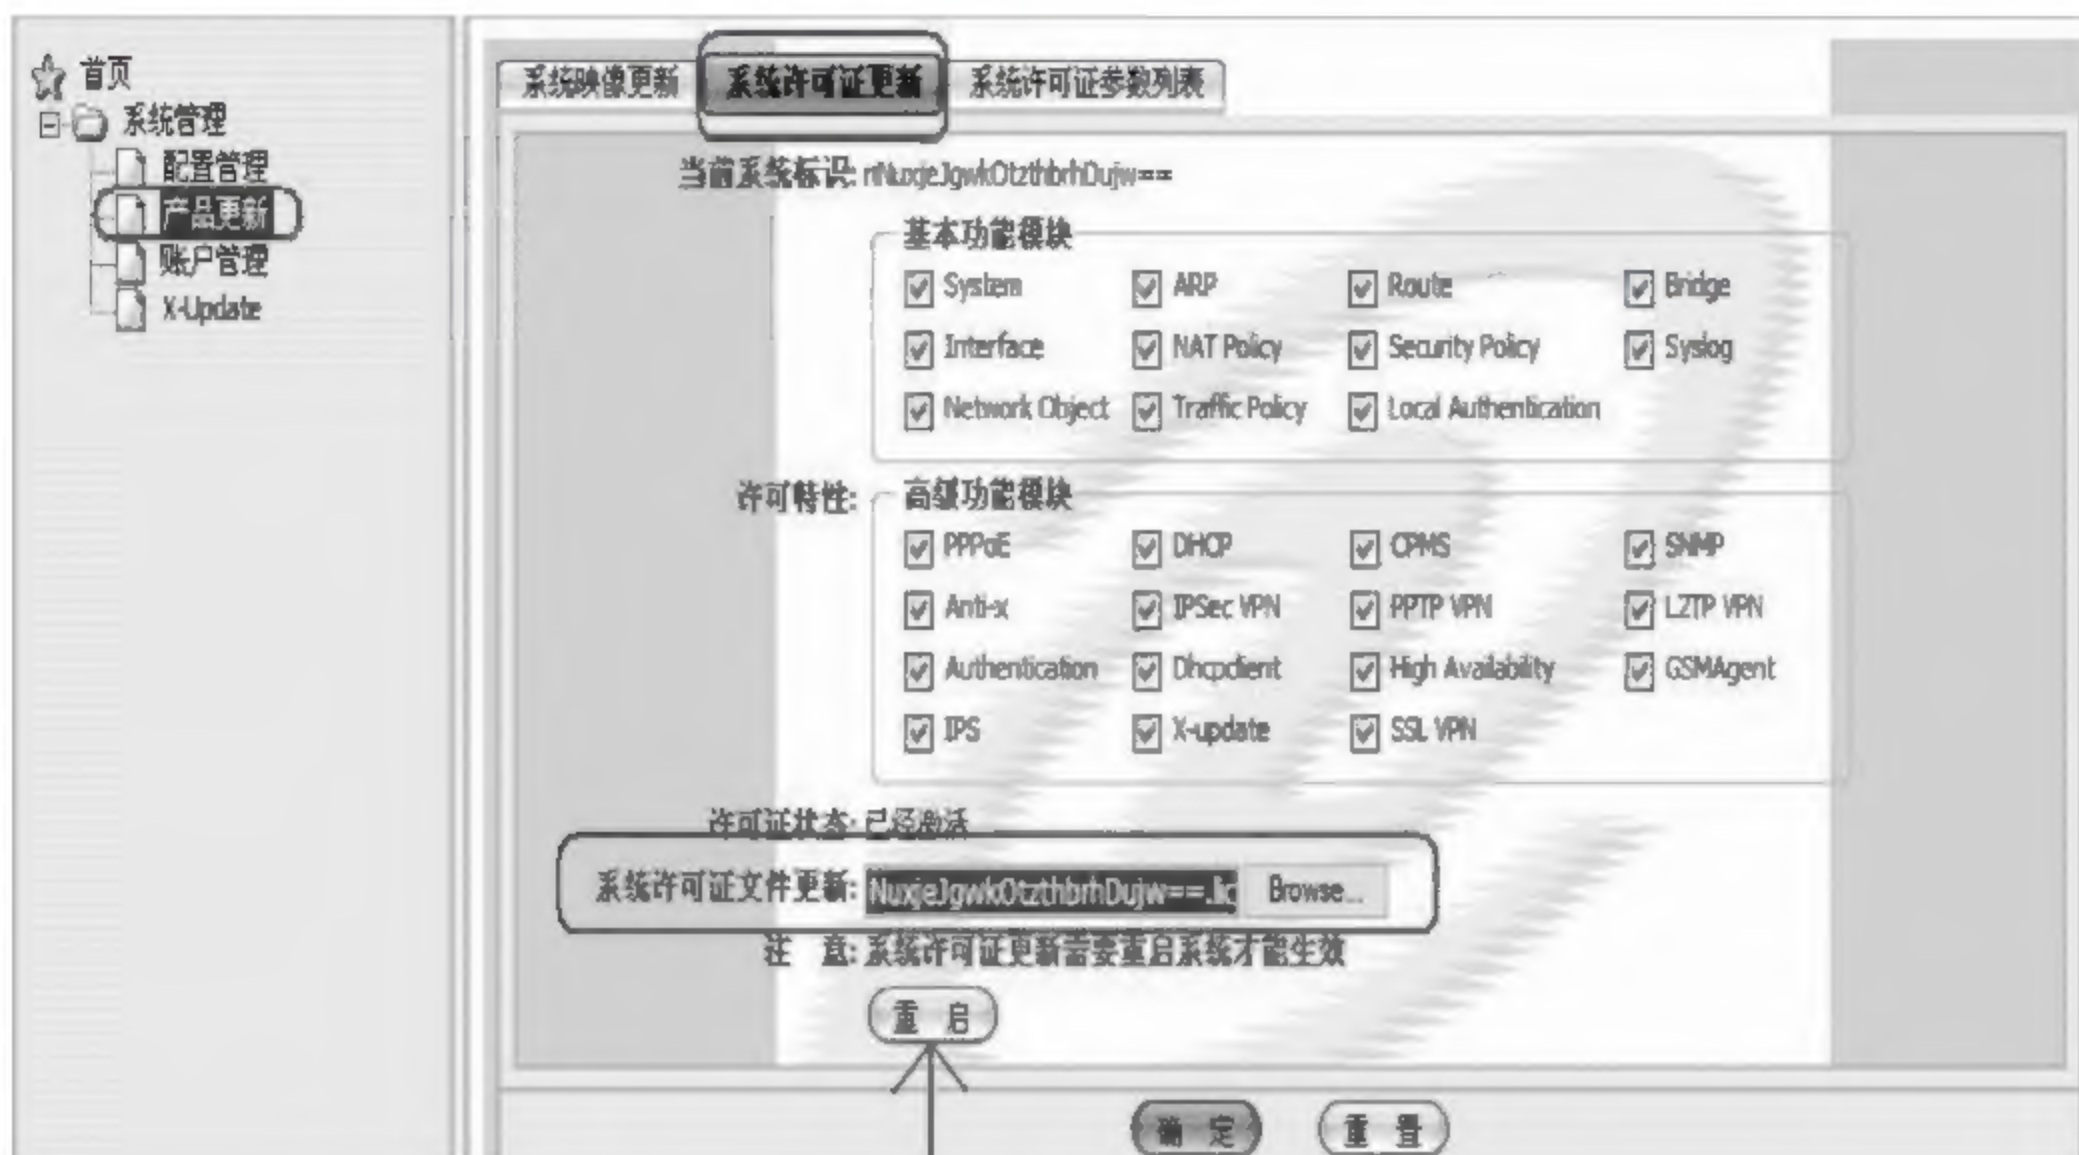 首页
系统管理
配置管理
产品更新
账户管理
X-Update
系统映像更新 系统许可证更新 系统许可证参数列表
当前系统标识:
基本功能模块
System ARP Route Bridge
Interface NAT Policy Security Policy Syslog
Network Object Traffic Policy Local Authentication
许可特性: 高级功能模块
PPPoE DHCP CPMS SNMP
Anti-x IPSec VPN PPTP VPN L2TP VPN
Authentication Dhcpclient High Availability GSMAgent
IPS X-update SSL VPN
许可证状态: 已经激活
系统许可证文件更新: NuxjeJgwkOtzthbrhDujw==.lic Browse...
注 意: 系统许可证更新需要重启系统才能生效
重 启
确 定 重 置